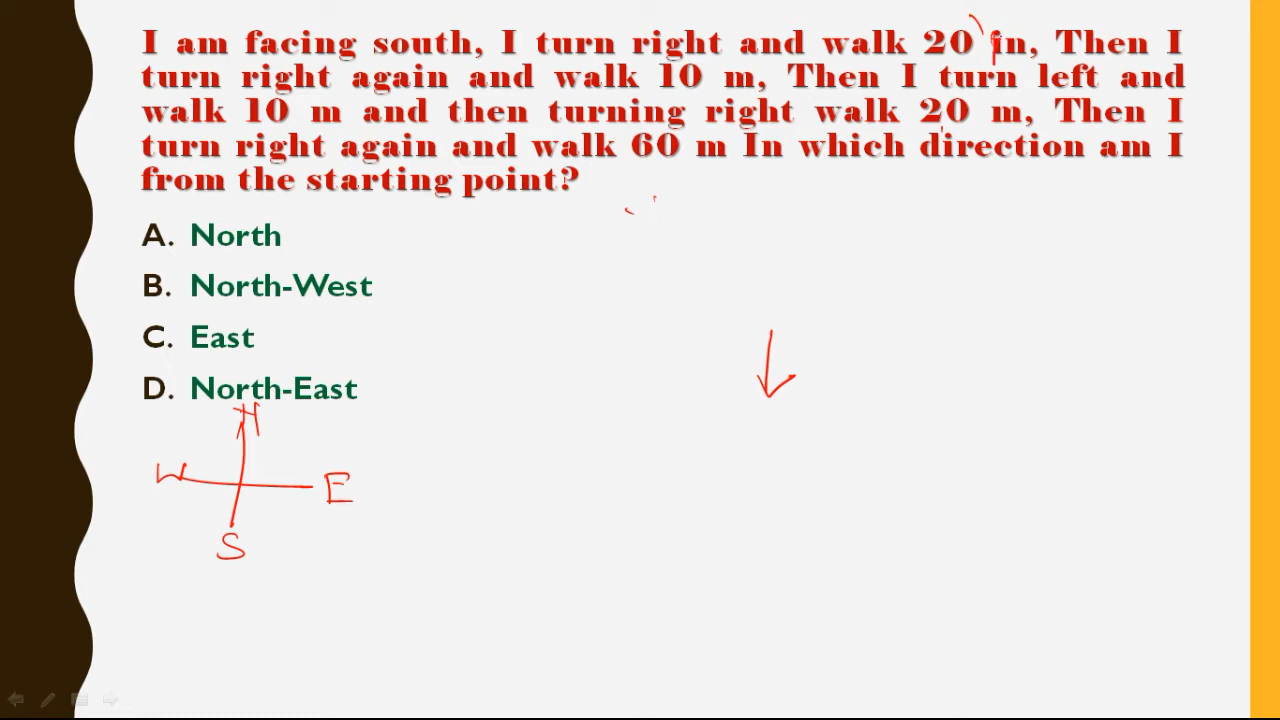 I am facing south, I turn right and walk 20 in, Then I
turn right again and walk 10 m, Then I turn left and
walk 10 m and then turning right walk 20 m, Then I
turn right again and walk 60 m In which direction am I
from the starting point?
A. North
B. North-West
C. East
D. North-East
N
W
E
S